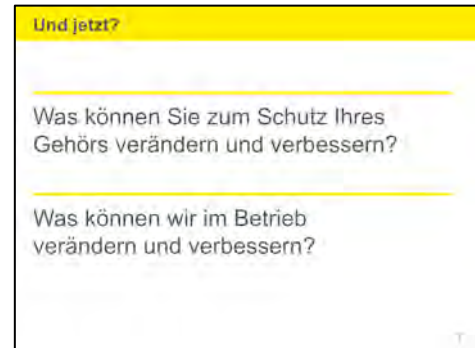 Und jetzt?
Was können Sie zum Schutz Ihres
Gehörs verändern und verbessern?
Was können wir im Betrieb
verändern und verbessern?